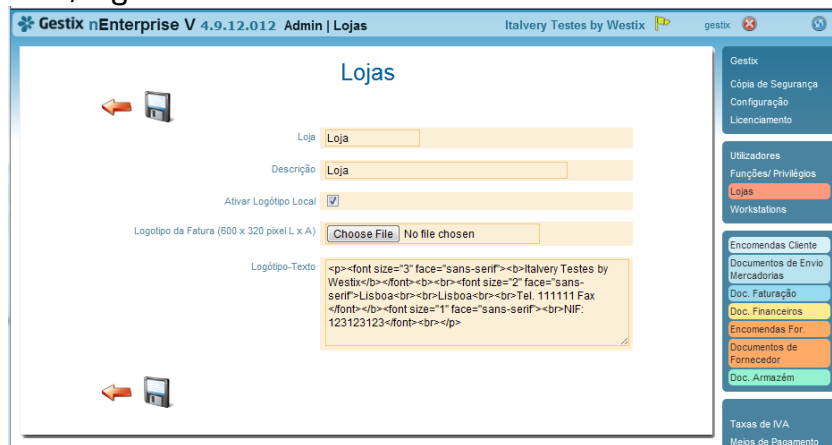 Gestix nEnterprise V 4.9.12.012 Admin | Lojas
Italvery Testes by Westix
gestix
Lojas
Loja
Loja
Descrição
Loja
Ativar Logótipo Local
Logotipo da Fatura (600 x 320 pixel L x A)
Choose File No file chosen
Logótipo-Texto
<p><font size="3" face="sans-serif"><b>Italvery Testes by
Westix</b></font><b><br><font size="2" face="sans-
serif">Lisboa<br><br>Lisboa<br><br>Tel. 111111 Fax
</font></b><font size="1" face="sans-serif"><br>NIF:
123123123</font><br></p>
Gestix
Cópia de Segurança
Configuração
Licenciamento
Utilizadores
Funções/ Privilégios
Lojas
Workstations
Encomendas Cliente
Documentos de Envio
Mercadorias
Doc. Faturação
Doc. Financeiros
Encomendas For.
Documentos de
Fornecedor
Doc. Armazém
Taxas de IVA
Meios de Pagamento